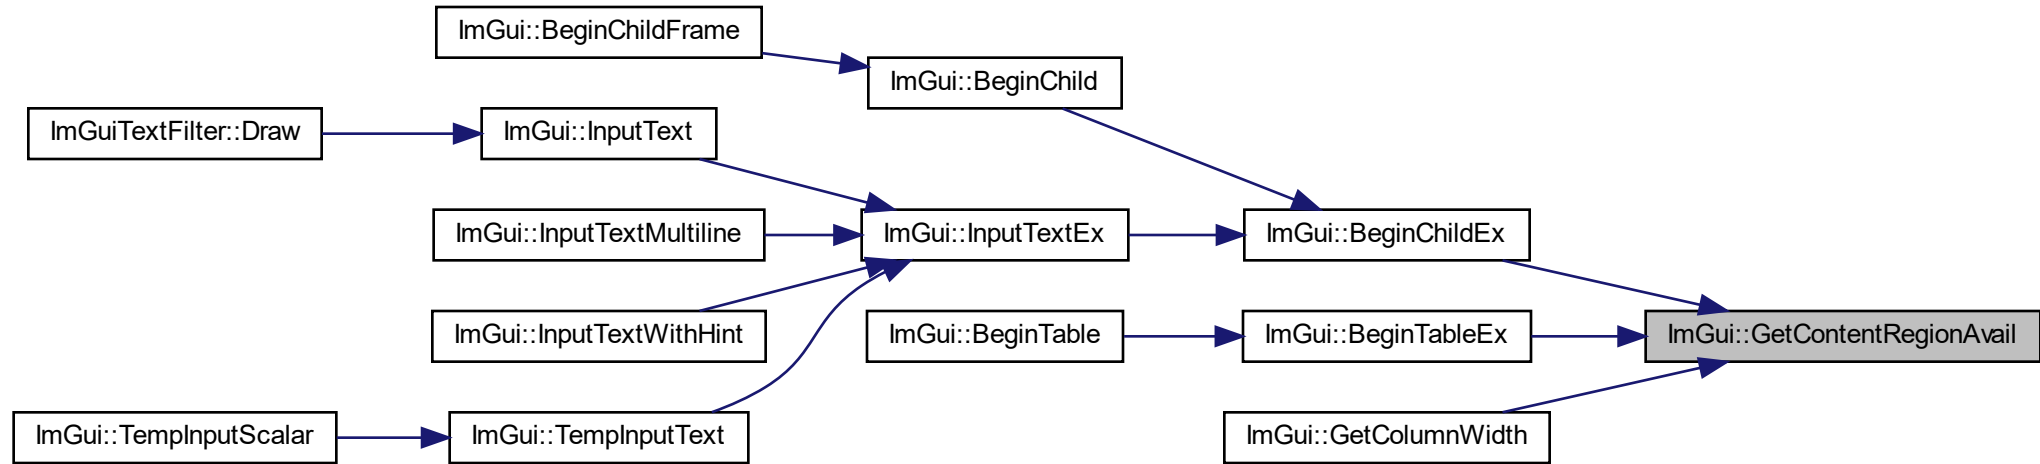 ImGui::BeginChildFrame
ImGui::BeginChild
ImGuiTextFilter::Draw
ImGui::InputText
ImGui::InputTextMultiline
ImGui::InputTextEx
ImGui::BeginChildEx
ImGui::InputTextWithHint
ImGui::BeginTable
ImGui::BeginTableEx
ImGui::GetContentRegionAvail
ImGui::TempInputScalar
ImGui::TempInputText
ImGui::GetColumnWidth